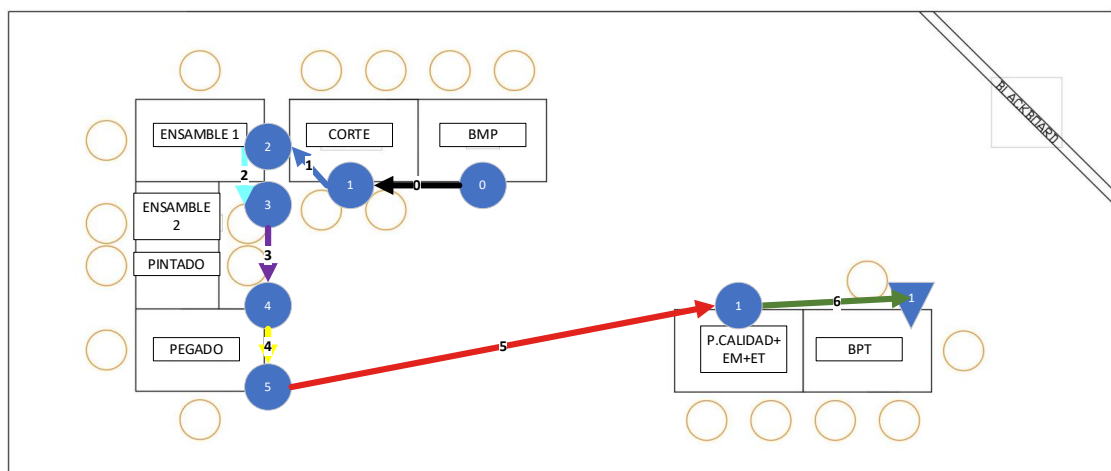 BLACKBOARD
ENSAMBLE 1
CORTE
BMP
2
1
2
1
0
0
3
ENSAMBLE
2
3
PINTADO
4
1
6
1
PEGADO
4
5
P.CALIDAD+
EM+ET
BPT
5